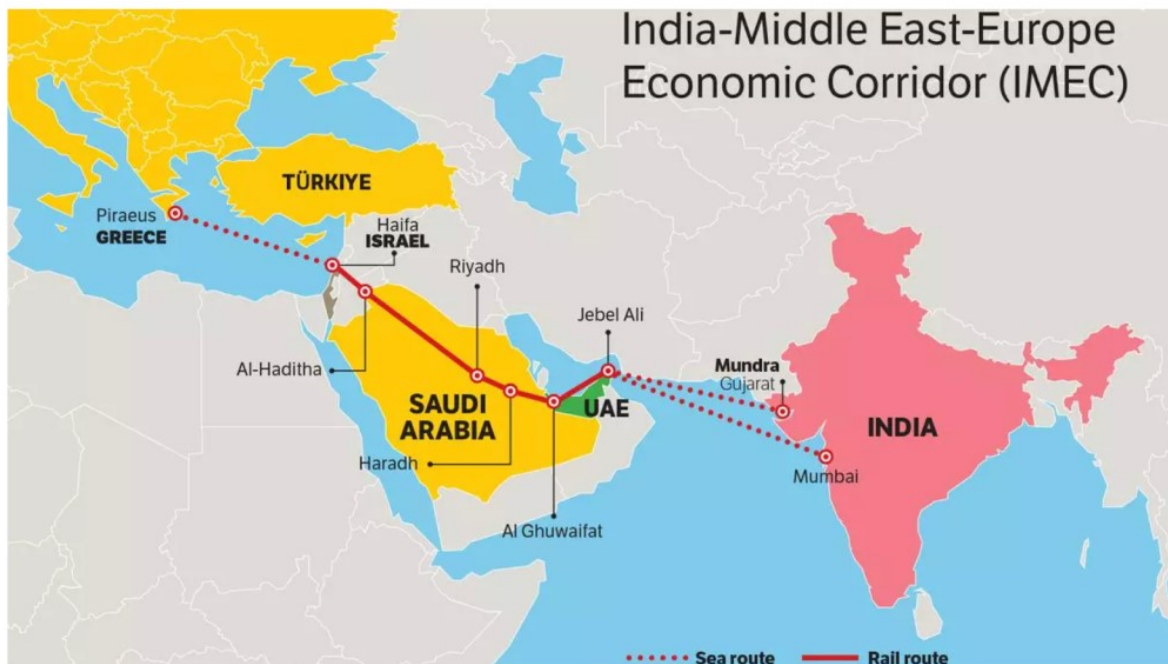 India-Middle East-Europe
Economic Corridor (IMEC)
TÜRKIYE
Piraeus
GREECE
Haifa
ISRAEL
Riyadh
Jebel Ali
Al-Haditha
Mundra
Gujarat
SAUDI
ARABIA
UAE
INDIA
Haradh
Mumbai
Al Ghuwaifat
Sea route
Rail route